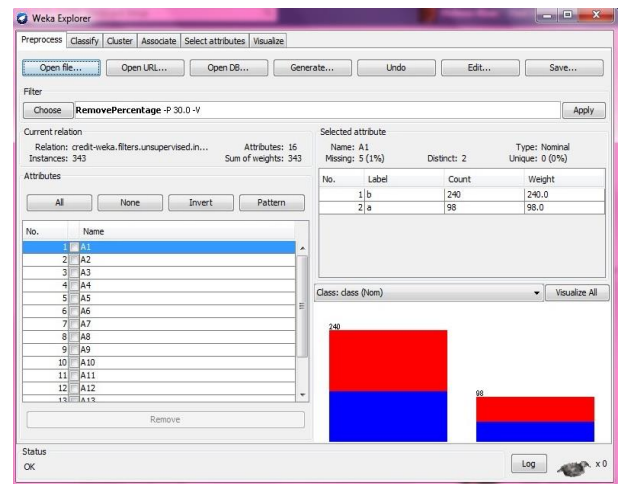 Weka Explorer
Preprocess Classify Cluster Associate Select attributes Visualize
Open file... Open URL... Open DB... Generate... Undo Edit... Save...
Filter
Choose RemovePercentage -P 30.0 -V Apply
Current relation
Relation: credit-weka.filters.unsupervised.in... Attributes: 16
Instances: 343 Sum of weights: 343
Attributes
All None Invert Pattern
No. Name
1 A1
2 A2
3 A3
4 A4
5 A5
6 A6
7 A7
8 A8
9 A9
10 A10
11 A11
12 A12
13 A13
Remove
Selected attribute
Name: A1 Type: Nominal
Missing: 5 (1%) Distinct: 2 Unique: 0 (0%)
No. Label Count Weight
1 b 240 240.0
2 a 98 98.0
Class: class (Nom) Visualize All
240
98
Status
OK
Log x 0